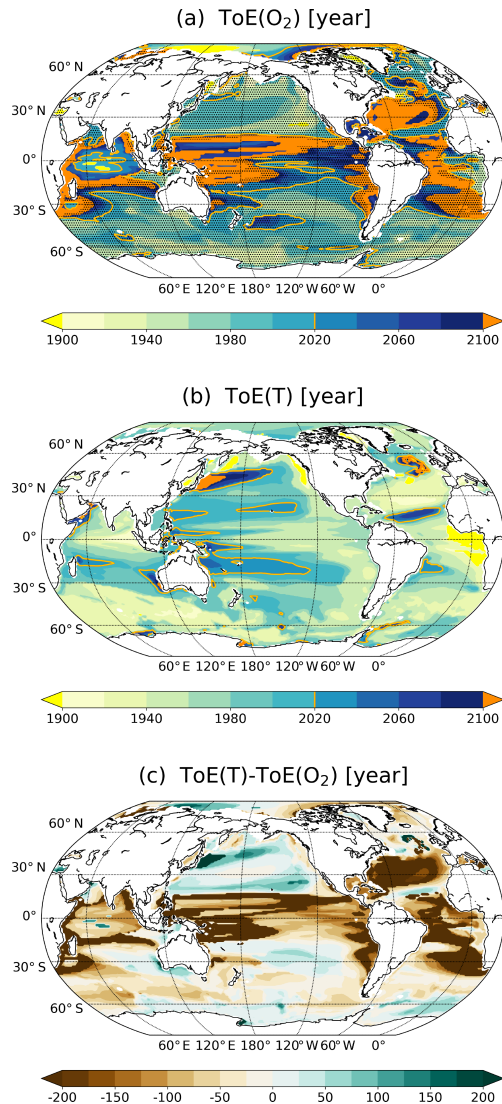 (a) ToE(O₂) [year]
60° N
30° N
0°
30° S
60° S
60°E 120°E 180° 120°W 60°W 0°
1900 1940 1980 2020 2060 2100
(b) ToE(T) [year]
60° N
30° N
0°
30° S
60° S
60°E 120°E 180° 120°W 60°W 0°
1900 1940 1980 2020 2060 2100
(c) ToE(T)-ToE(O₂) [year]
60° N
30° N
0°
30° S
60° S
60°E 120°E 180° 120°W 60°W 0°
-200 -150 -100 -50 0 50 100 150 200